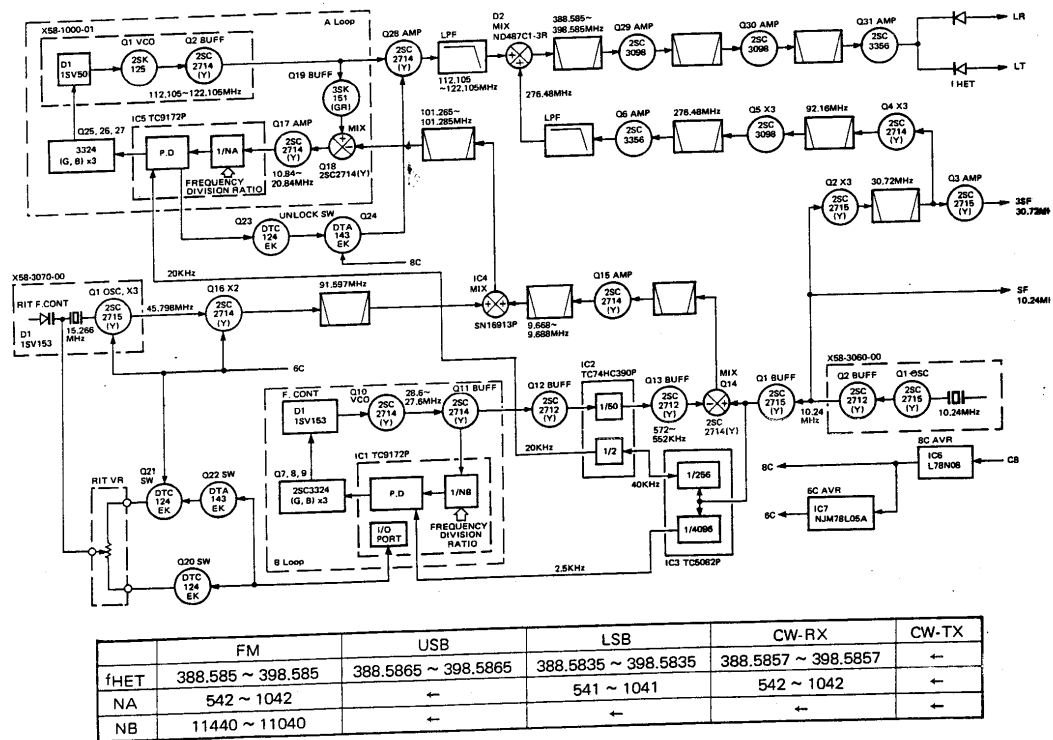 X58-1000-01
A Loop
Q1 VCO
Q2 BUFF
D1
1SV50
2SK
125
2SC
2714
(Y)
112.105~122.105MHz
Q19 BUFF
3SK
151
(GR)
Q28 AMP
2SC
2714
(Y)
LPF
112.105
~122.105MHz
D2
MIX
ND487C1-3R
388.585~
398.585MHz
Q29 AMP
2SC
3098
Q30 AMP
2SC
3098
Q31 AMP
2SC
3356
LR
LT
f HET
276.48MHz
LPF
Q6 AMP
2SC
3356
276.48MHz
Q5 X3
2SC
3098
92.16MHz
Q4 X3
2SC
2714
(Y)
Q25, 26, 27
3324
(G, B) x3
IC5 TC9172P
P.D
1/NA
FREQUENCY
DIVISION RATIO
Q17 AMP
2SC
2714
(Y)
10.84~
20.84MHz
MIX
Q18
2SC2714(Y)
101.265~
101.285MHz
Q2 X3
2SC
2715
(Y)
30.72MHz
Q3 AMP
2SC
2715
(Y)
3SF
30.72MH
UNLOCK SW
Q23
DTC
124
EK
Q24
DTA
143
EK
8C
20KHz
X58-3070-00
RIT F.CONT
D1
1SV153
15.266
MHz
Q1 OSC, X3
2SC
2715
(Y)
45.798MHz
Q16 X2
2SC
2714
(Y)
91.597MHz
IC4
MIX
SN16913P
9.668~
9.688MHz
Q15 AMP
2SC
2714
(Y)
SF
10.24MH
6C
B Loop
F. CONT
D1
1SV153
Q10
VCO
2SC
2714
(Y)
28.6~
27.6MHz
Q11 BUFF
2SC
2714
(Y)
Q12 BUFF
2SC
2712
(Y)
IC2
TC74HC390P
1/50
1/2
Q13 BUFF
2SC
2712
(Y)
572~
552KHz
MIX
Q14
2SC
2714(Y)
Q1 BUFF
2SC
2715
(Y)
10.24
MHz
X58-3060-00
Q2 BUFF
2SC
2712
(Y)
Q1 OSC
2SC
2715
(Y)
10.24MHz
20KHz
40KHz
1/256
1/4096
IC3 TC5082P
2.5KHz
8C AVR
IC6
L78N08
C8
8C
6C AVR
IC7
NJM78L05A
6C
Q7, 8, 9
2SC3324
(G, B) x3
IC1 TC9172P
P.D
1/NB
I/O
PORT
FREQUENCY
DIVISION
RATIO
RIT VR
Q21
SW
DTC
124
EK
Q22 SW
DTA
143
EK
Q20 SW
DTC
124
EK
FM USB LSB CW-RX CW-TX
fHET 388.585 ~ 398.585 388.5865 ~ 398.5865 388.5835 ~ 398.5835 388.5857 ~ 398.5857 ←
NA 542 ~ 1042 ← 541 ~ 1041 542 ~ 1042 ←
NB 11440 ~ 11040 ← ← ← ←